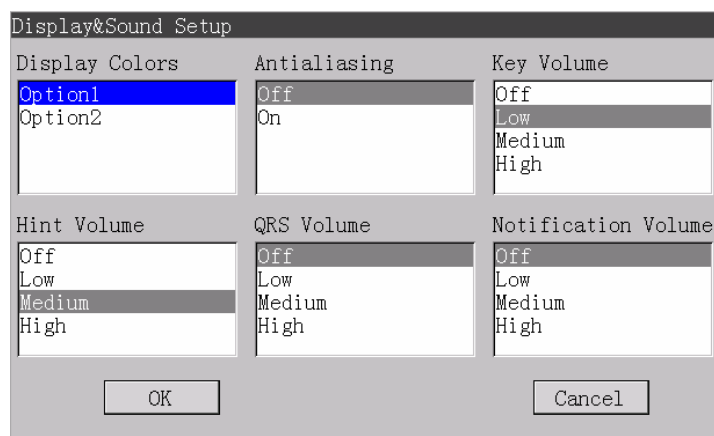 Display&Sound Setup
Display Colors
Option1
Option2
Antialiasing
Off
On
Key Volume
Off
Low
Medium
High
Hint Volume
Off
Low
Medium
High
QRS Volume
Off
Low
Medium
High
Notification Volume
Off
Low
Medium
High
OK
Cancel